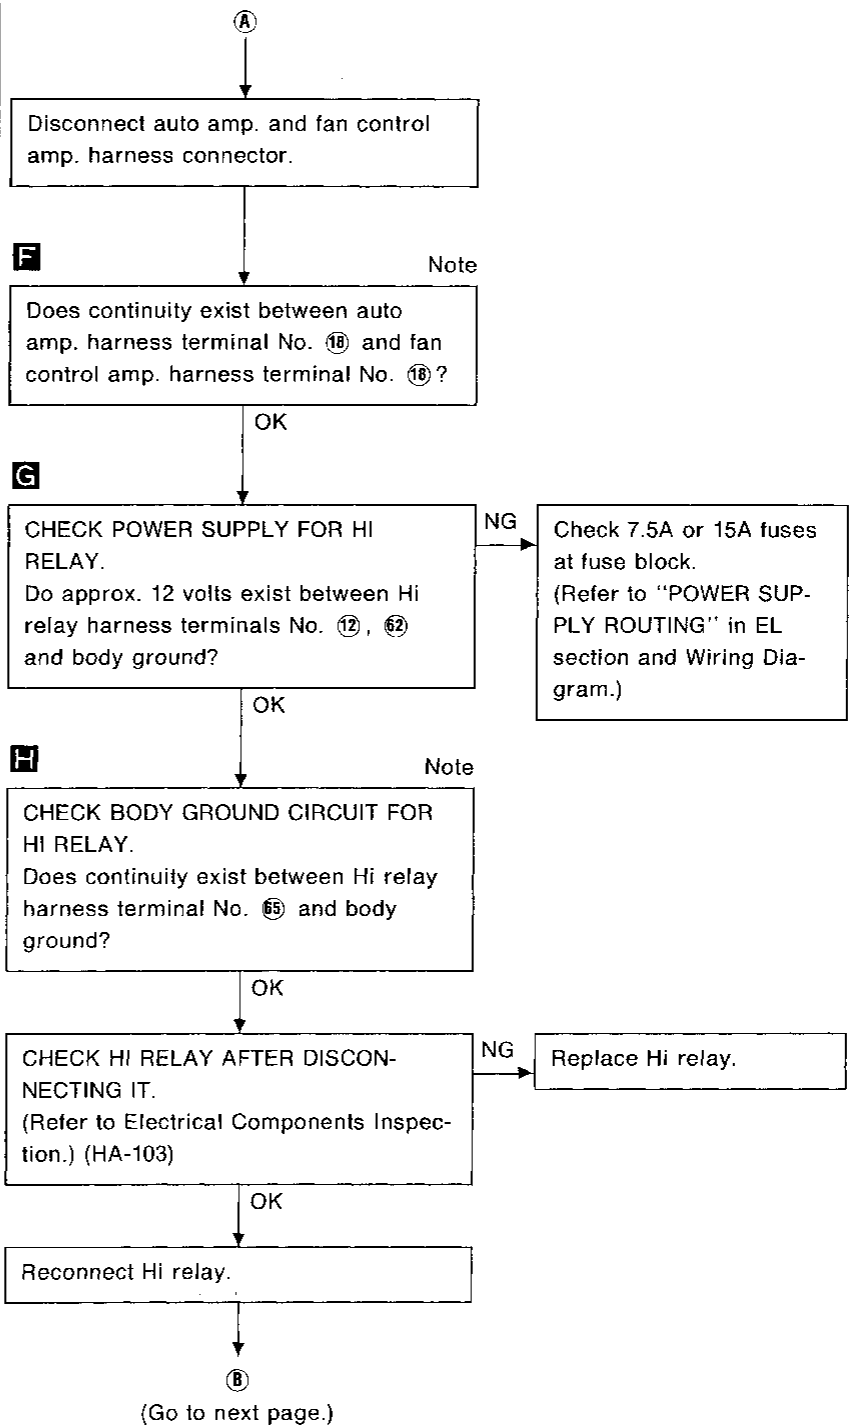 A
Disconnect auto amp. and fan control
amp. harness connector.
F
Note
Does continuity exist between auto
amp. harness terminal No. ⑱ and fan
control amp. harness terminal No. ⑱?
OK
G
CHECK POWER SUPPLY FOR HI
RELAY.
Do approx. 12 volts exist between Hi
relay harness terminals No. ⑫, 62
and body ground?
NG
Check 7.5A or 15A fuses
at fuse block.
(Refer to "POWER SUP-
PLY ROUTING" in EL
section and Wiring Dia-
gram.)
OK
H
Note
CHECK BODY GROUND CIRCUIT FOR
HI RELAY.
Does continuity exist between Hi relay
harness terminal No. 65 and body
ground?
OK
CHECK HI RELAY AFTER DISCON-
NECTING IT.
(Refer to Electrical Components Inspec-
tion.) (HA-103)
NG
Replace Hi relay.
OK
Reconnect Hi relay.
B
(Go to next page.)